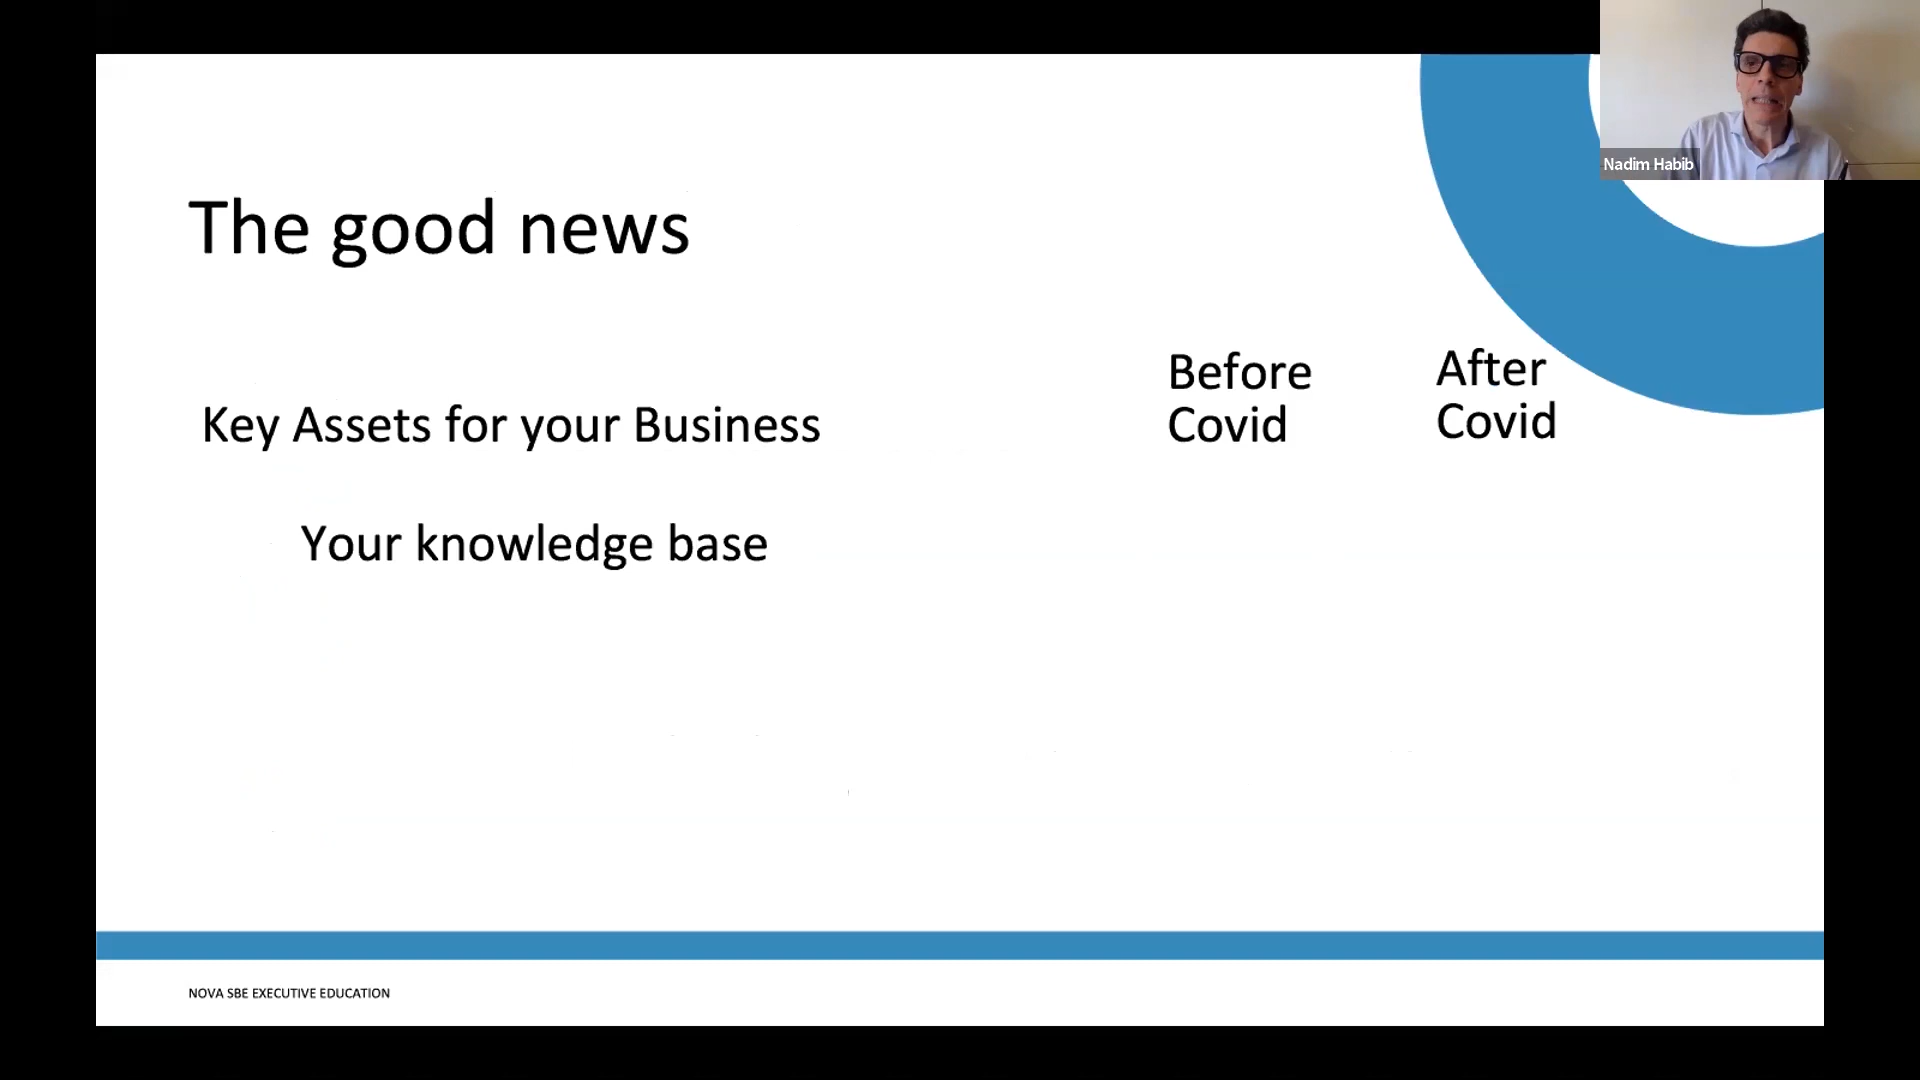 Nadim Habib
The good news
Before
Covid
After
Covid
Key Assets for your Business
Your knowledge base
NOVA SBE EXECUTIVE EDUCATION